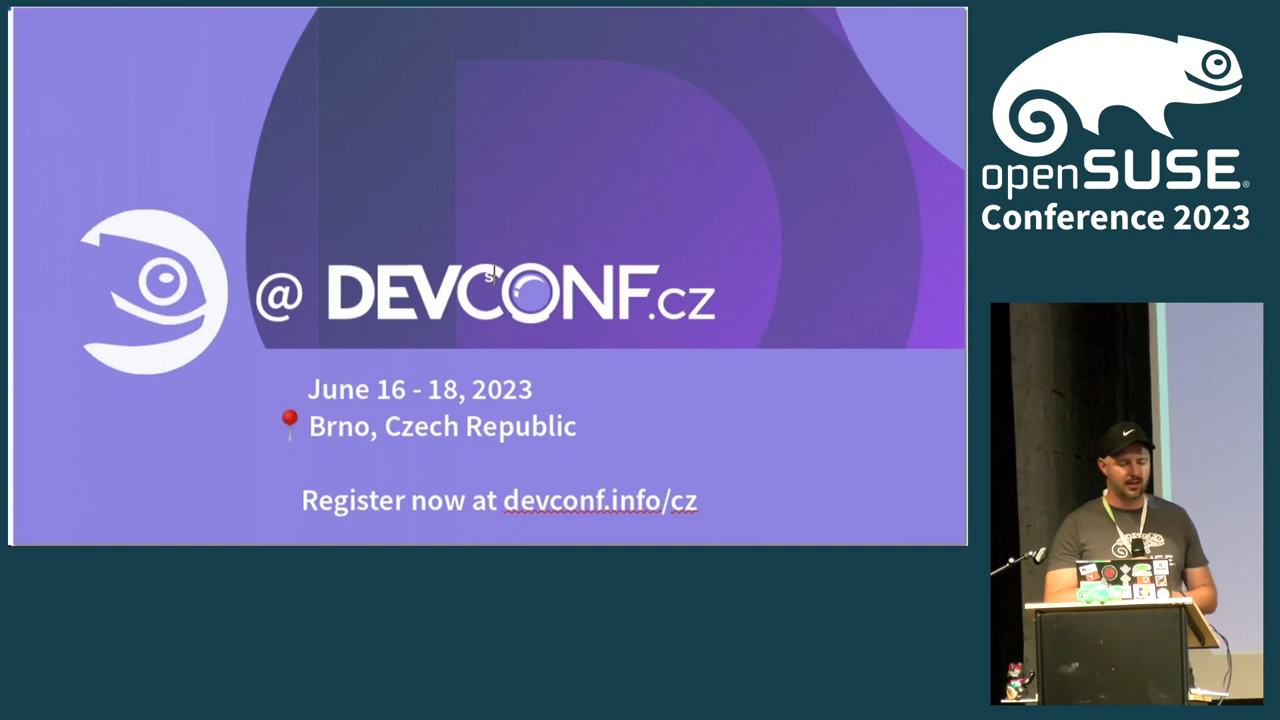 @ DEVCONF.cz
June 16 - 18, 2023
Brno, Czech Republic
Register now at devconf.info/cz
openSUSE®
Conference 2023